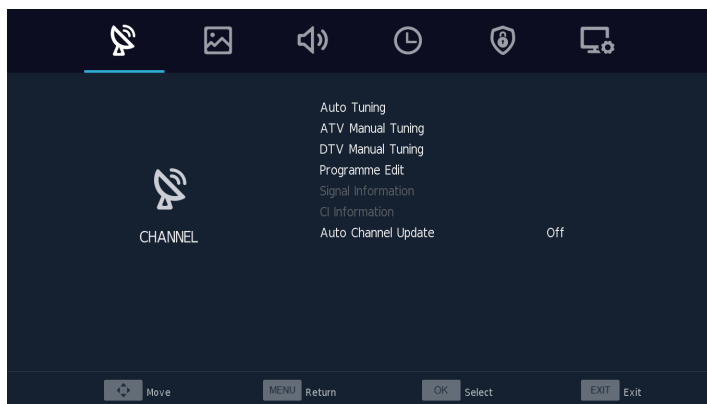 Auto Tuning
ATV Manual Tuning
DTV Manual Tuning
Programme Edit
Signal Information
CI Information
Auto Channel Update Off
CHANNEL
Move MENU Return OK Select EXIT Exit